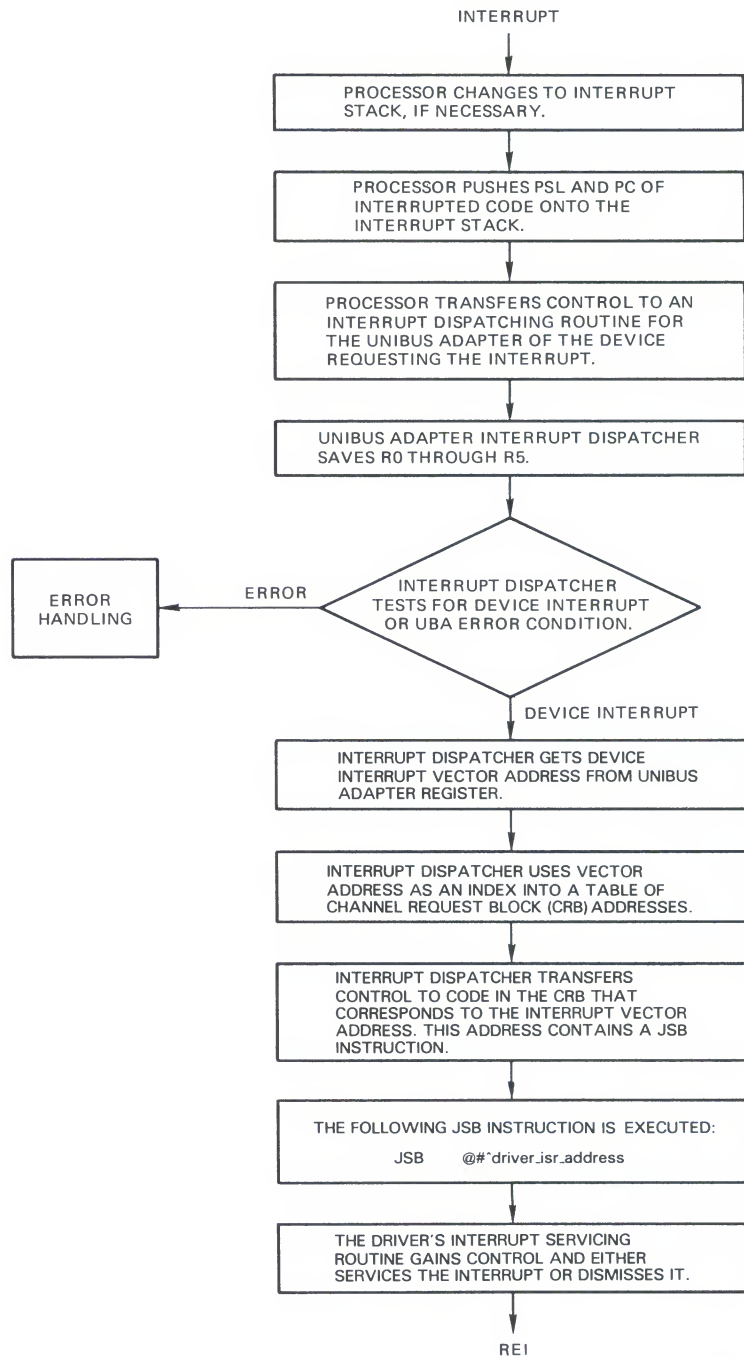 INTERRUPT
PROCESSOR CHANGES TO INTERRUPT
STACK, IF NECESSARY.
PROCESSOR PUSHES PSL AND PC OF
INTERRUPTED CODE ONTO THE
INTERRUPT STACK.
PROCESSOR TRANSFERS CONTROL TO AN
INTERRUPT DISPATCHING ROUTINE FOR
THE UNIBUS ADAPTER OF THE DEVICE
REQUESTING THE INTERRUPT.
UNIBUS ADAPTER INTERRUPT DISPATCHER
SAVES R0 THROUGH R5.
ERROR
HANDLING
ERROR
INTERRUPT DISPATCHER
TESTS FOR DEVICE INTERRUPT
OR UBA ERROR CONDITION.
DEVICE INTERRUPT
INTERRUPT DISPATCHER GETS DEVICE
INTERRUPT VECTOR ADDRESS FROM UNIBUS
ADAPTER REGISTER.
INTERRUPT DISPATCHER USES VECTOR
ADDRESS AS AN INDEX INTO A TABLE OF
CHANNEL REQUEST BLOCK (CRB) ADDRESSES.
INTERRUPT DISPATCHER TRANSFERS
CONTROL TO CODE IN THE CRB THAT
CORRESPONDS TO THE INTERRUPT VECTOR
ADDRESS. THIS ADDRESS CONTAINS A JSB
INSTRUCTION.
THE FOLLOWING JSB INSTRUCTION IS EXECUTED:
JSB @#^driver_isr_address
THE DRIVER'S INTERRUPT SERVICING
ROUTINE GAINS CONTROL AND EITHER
SERVICES THE INTERRUPT OR DISMISSES IT.
REI